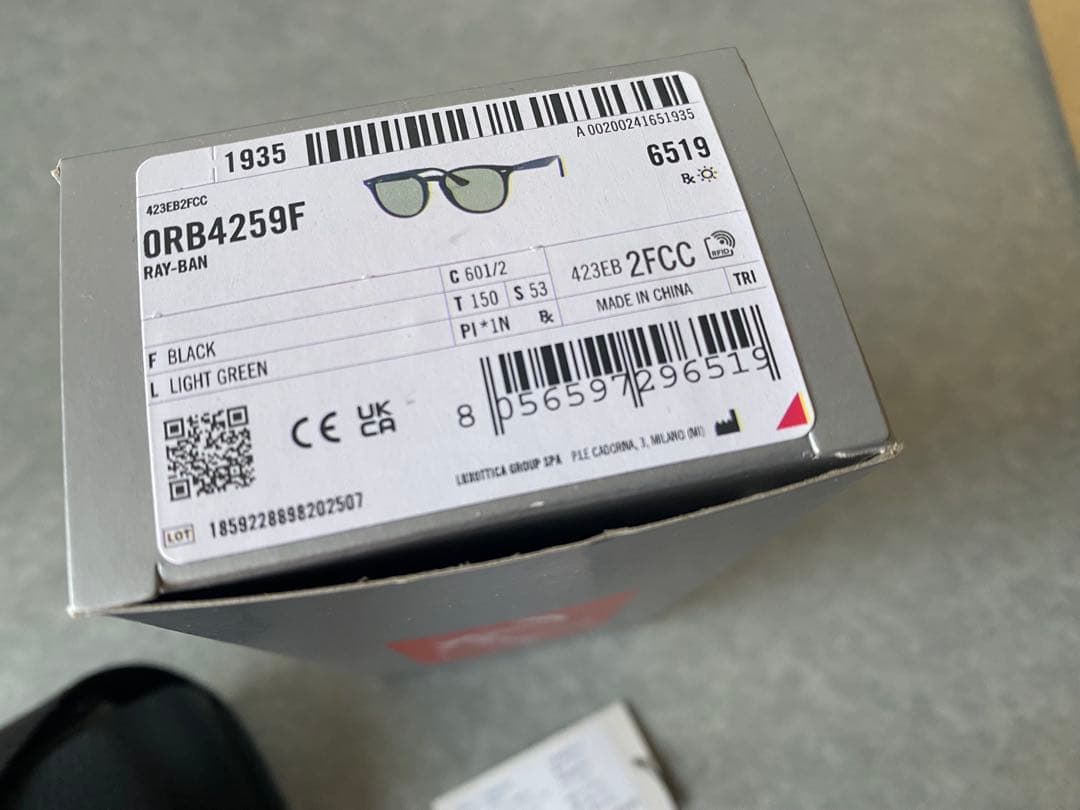 1935
A 00200241651935
6519
℞
423EB2FCC
0RB4259F
RAY-BAN
C 601/2
T 150 S 53
PI*1N ℞
423EB 2FCC
RFID
MADE IN CHINA
TRI
F BLACK
L LIGHT GREEN
CE UK CA
8 056597 296519
LUXOTTICA GROUP SPA P.LE CADORNA, 3, MILANO (MI)
LOT 1859228898202507